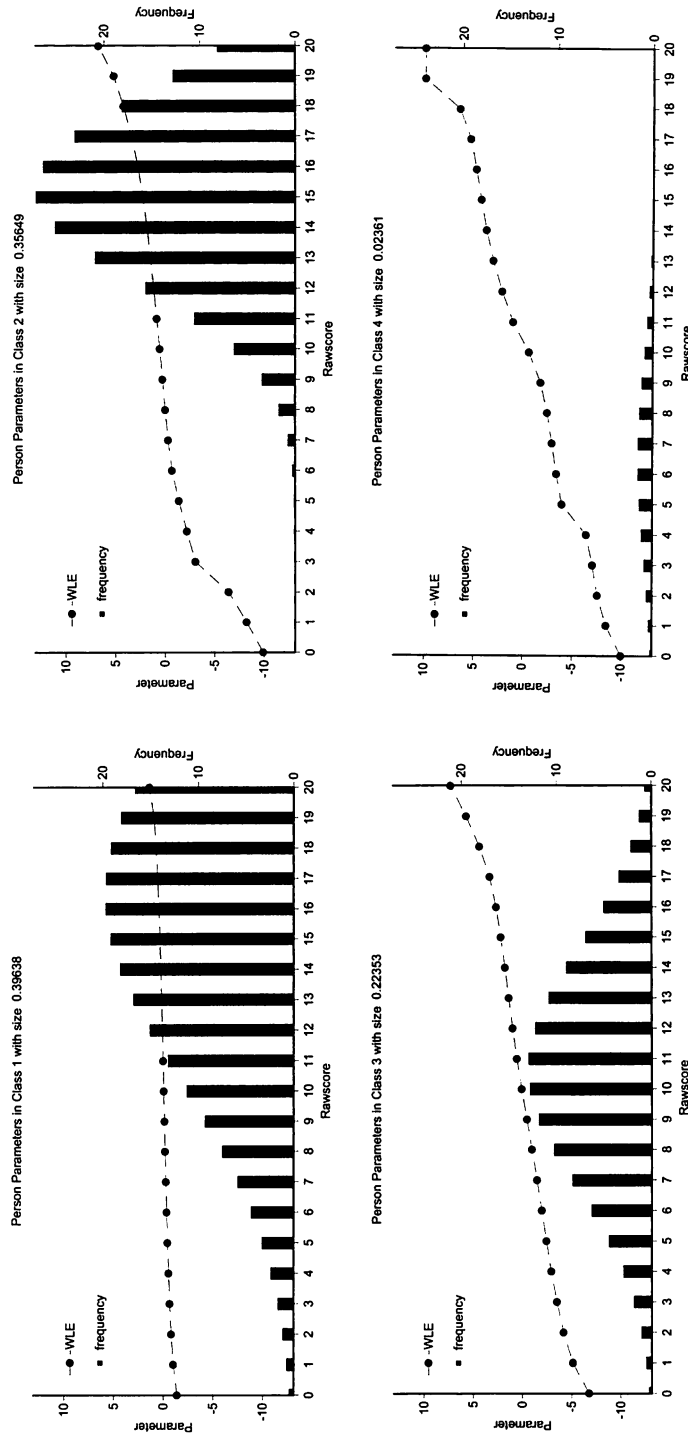 Person Parameters in Class 1 with size 0.39638
WLE
frequency
Parameter
10
5
0
-5
-10
Frequency
20
10
0
0 1 2 3 4 5 6 7 8 9 10 11 12 13 14 15 16 17 18 19 20
Rawscore
Person Parameters in Class 2 with size 0.35649
WLE
frequency
Parameter
10
5
0
-5
-10
Frequency
20
10
0
0 1 2 3 4 5 6 7 8 9 10 11 12 13 14 15 16 17 18 19 20
Rawscore
Person Parameters in Class 3 with size 0.22353
WLE
frequency
Parameter
10
5
0
-5
-10
Frequency
20
10
0
0 1 2 3 4 5 6 7 8 9 10 11 12 13 14 15 16 17 18 19 20
Rawscore
Person Parameters in Class 4 with size 0.02361
WLE
frequency
Parameter
10
5
0
-5
-10
Frequency
20
10
0
0 1 2 3 4 5 6 7 8 9 10 11 12 13 14 15 16 17 18 19 20
Rawscore